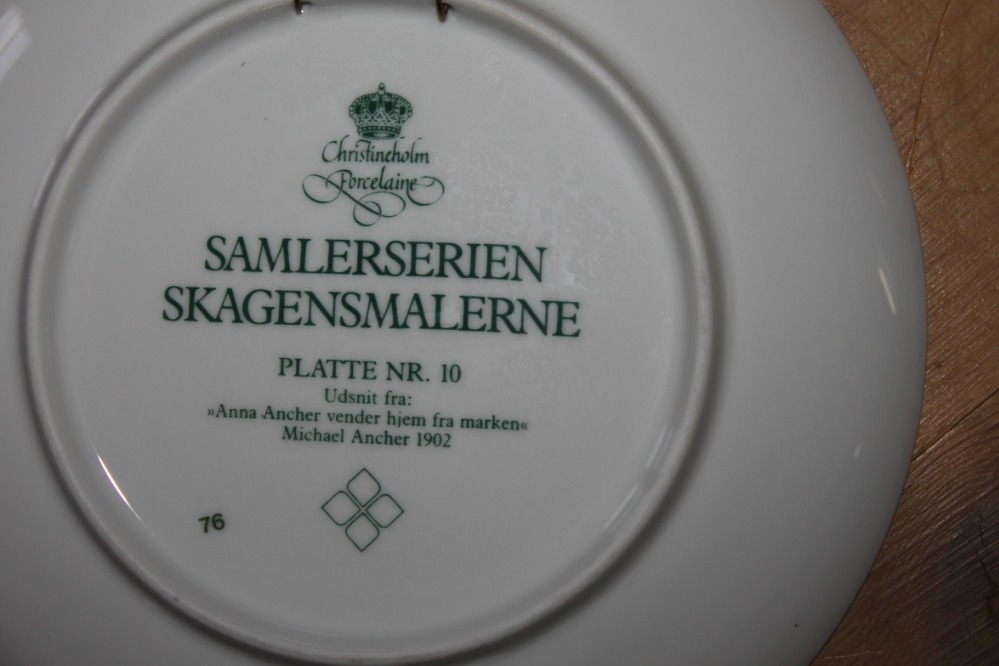 Christineholm
Porcelaine
SAMLERSERIEN
SKAGENSMALERNE
PLATTE NR. 10
Udsnit fra:
»Anna Ancher vender hjem fra marken«
Michael Ancher 1902
76